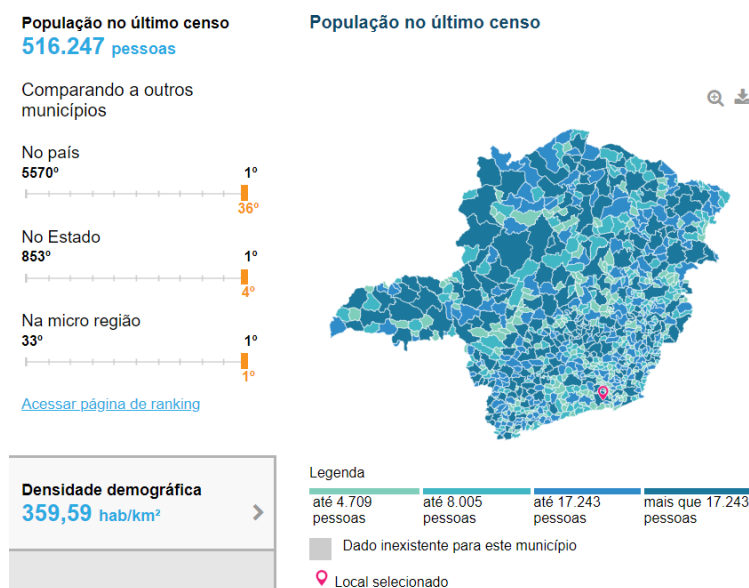 População no último censo
516.247 pessoas
Comparando a outros
municípios
No país
5570º 1º
36º
No Estado
853º 1º
4º
Na micro região
33º 1º
1º
Acessar página de ranking
Densidade demográfica
359,59 hab/km²
População no último censo
Legenda
até 4.709
pessoas
até 8.005
pessoas
até 17.243
pessoas
mais que 17.243
pessoas
Dado inexistente para este município
Local selecionado